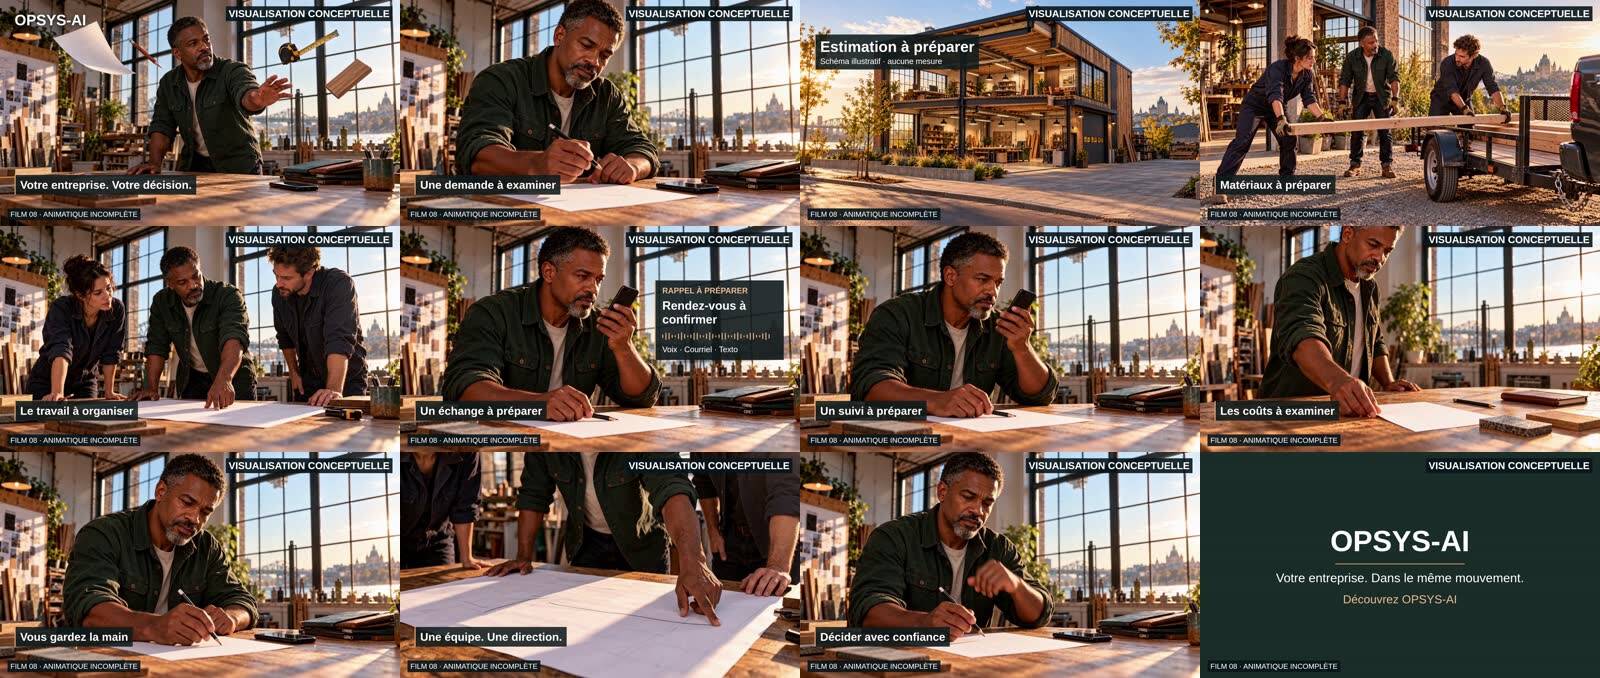 OPSYS-AI
VISUALISATION CONCEPTUELLE
Votre entreprise. Votre décision.
FILM 08 · ANIMATIQUE INCOMPLÈTE
VISUALISATION CONCEPTUELLE
Une demande à examiner
FILM 08 · ANIMATIQUE INCOMPLÈTE
VISUALISATION CONCEPTUELLE
Estimation à préparer
Schéma illustratif · aucune mesure
FILM 08 · ANIMATIQUE INCOMPLÈTE
VISUALISATION CONCEPTUELLE
Matériaux à préparer
FILM 08 · ANIMATIQUE INCOMPLÈTE
VISUALISATION CONCEPTUELLE
Le travail à organiser
FILM 08 · ANIMATIQUE INCOMPLÈTE
VISUALISATION CONCEPTUELLE
RAPPEL À PRÉPARER
Rendez-vous à
confirmer
Voix · Courriel · Texto
Un échange à préparer
FILM 08 · ANIMATIQUE INCOMPLÈTE
VISUALISATION CONCEPTUELLE
Un suivi à préparer
FILM 08 · ANIMATIQUE INCOMPLÈTE
VISUALISATION CONCEPTUELLE
Les coûts à examiner
FILM 08 · ANIMATIQUE INCOMPLÈTE
VISUALISATION CONCEPTUELLE
Vous gardez la main
FILM 08 · ANIMATIQUE INCOMPLÈTE
VISUALISATION CONCEPTUELLE
Une équipe. Une direction.
FILM 08 · ANIMATIQUE INCOMPLÈTE
VISUALISATION CONCEPTUELLE
Décider avec confiance
FILM 08 · ANIMATIQUE INCOMPLÈTE
VISUALISATION CONCEPTUELLE
OPSYS-AI
Votre entreprise. Dans le même mouvement.
Découvrez OPSYS-AI
FILM 08 · ANIMATIQUE INCOMPLÈTE